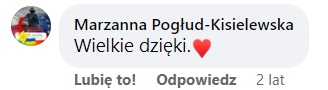 Marzanna Pogłud-Kisielewska
Wielkie dzięki.❤️
Lubię to! Odpowiedz 2 lat